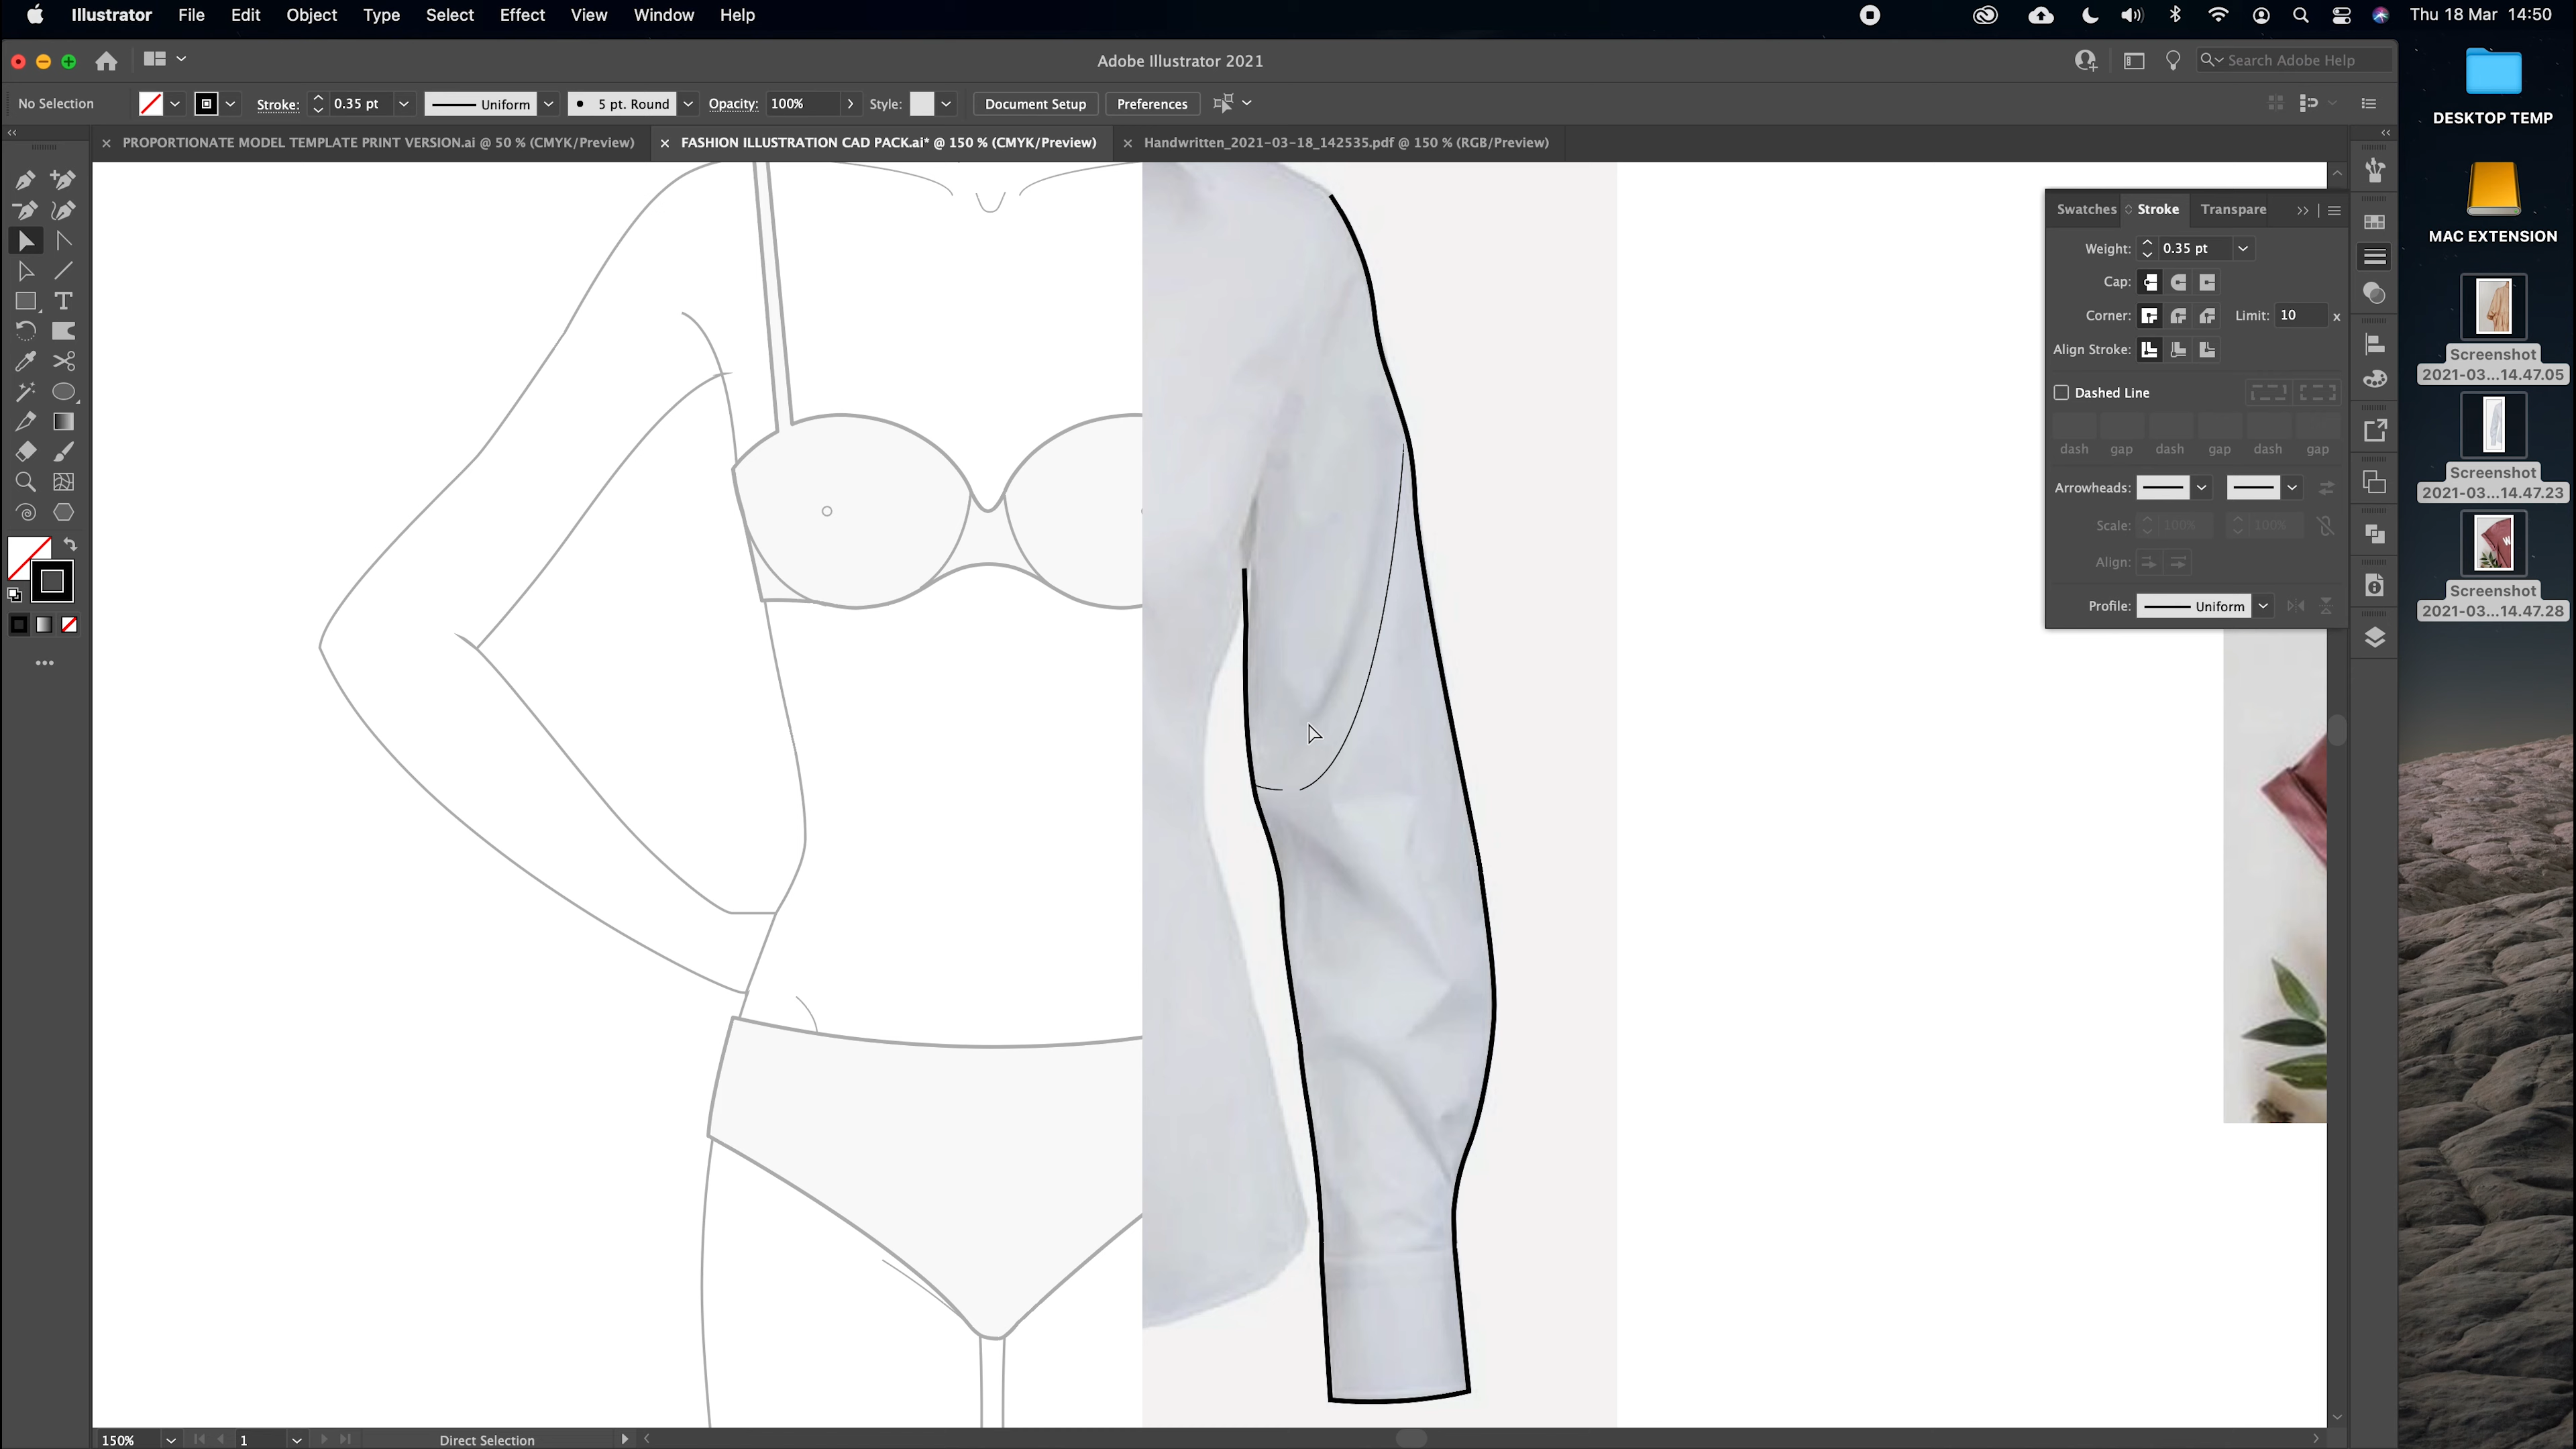 Illustrator File Edit Object Type Select Effect View Window Help Thu 18 Mar 14:50
Adobe Illustrator 2021 Search Adobe Help
No Selection Stroke: 0.35 pt Uniform 5 pt. Round Opacity: 100% Style: Document Setup Preferences
PROPORTIONATE MODEL TEMPLATE PRINT VERSION.ai @ 50 % (CMYK/Preview) FASHION ILLUSTRATION CAD PACK.ai* @ 150 % (CMYK/Preview) Handwritten_2021-03-18_142535.pdf @ 150 % (RGB/Preview)
Swatches Stroke Transpare
Weight: 0.35 pt
Cap:
Corner: Limit: 10 x
Align Stroke:
Dashed Line
dash gap dash gap dash gap
Arrowheads:
Scale: 100% 100%
Align:
Profile: Uniform
DESKTOP TEMP
MAC EXTENSION
Screenshot
2021-03...14.47.05
Screenshot
2021-03...14.47.23
Screenshot
2021-03...14.47.28
150% 1 Direct Selection